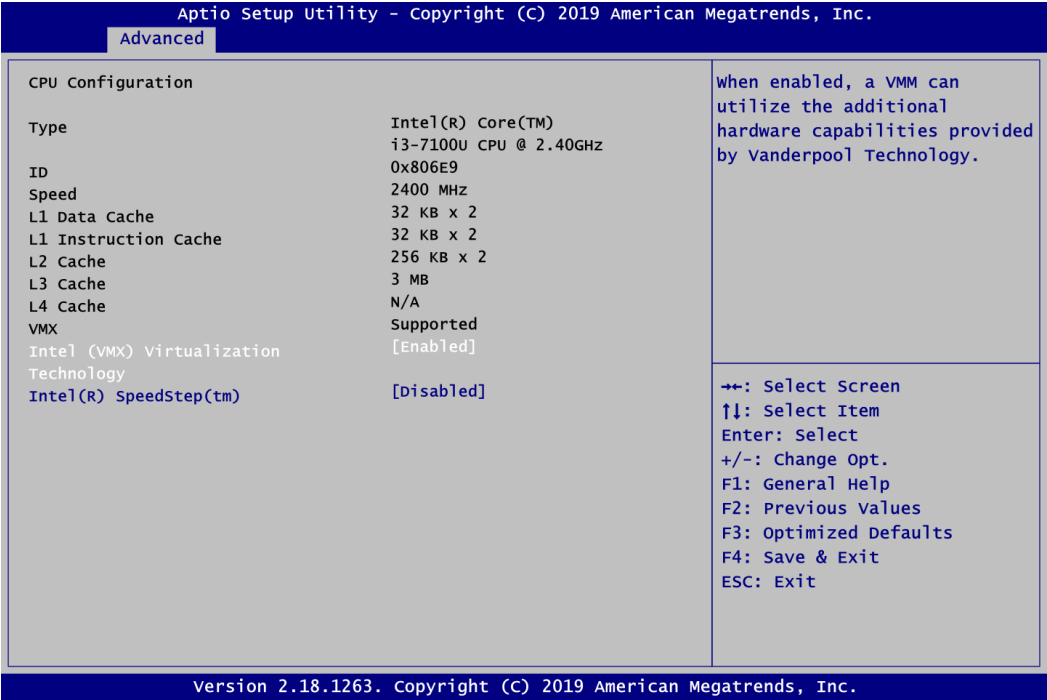 Aptio Setup Utility – Copyright (C) 2019 American Megatrends, Inc.
Advanced
CPU Configuration
Type Intel(R) Core(TM)
i3-7100U CPU @ 2.40GHz
ID 0x806E9
Speed 2400 MHz
L1 Data Cache 32 KB x 2
L1 Instruction Cache 32 KB x 2
L2 Cache 256 KB x 2
L3 Cache 3 MB
L4 Cache N/A
VMX Supported
Intel (VMX) Virtualization [Enabled]
Technology
Intel(R) SpeedStep(tm) [Disabled]
When enabled, a VMM can
utilize the additional
hardware capabilities provided
by Vanderpool Technology.
→←: Select Screen
↑↓: Select Item
Enter: Select
+/-: Change Opt.
F1: General Help
F2: Previous Values
F3: Optimized Defaults
F4: Save & Exit
ESC: Exit
Version 2.18.1263. Copyright (C) 2019 American Megatrends, Inc.